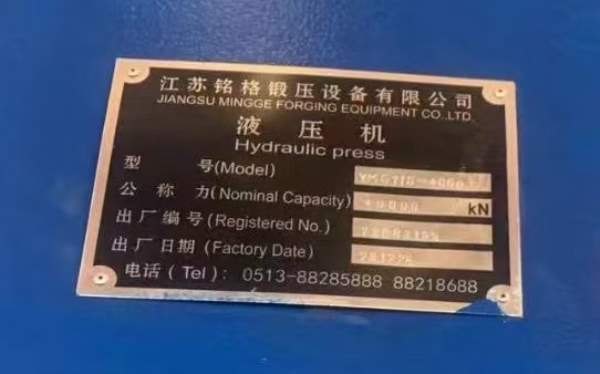 江苏铭格锻压设备有限公司
JIANGSU MINGGE FORGING EQUIPMENT CO.,LTD.
液压机
Hydraulic press
型 号(Model)
公 称 力(Nominal Capacity) kN
出厂编号(Registered No.)
出厂日期(Factory Date)
电话(Tel)：0513-88285888 88218688